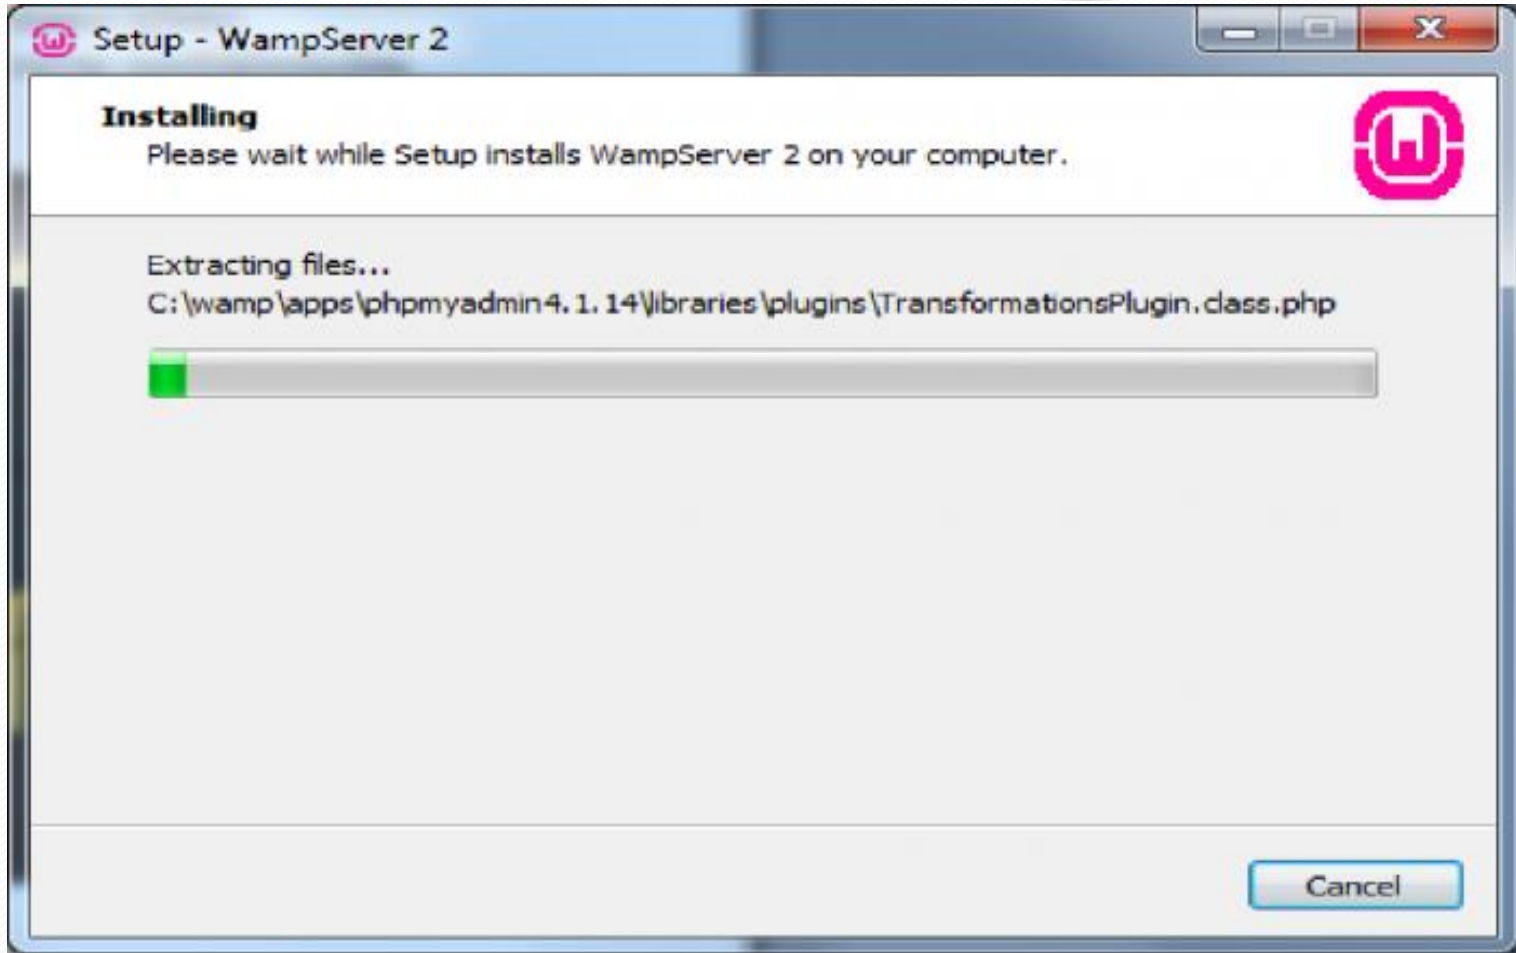 Setup - WampServer 2
Installing
Please wait while Setup installs WampServer 2 on your computer.
Extracting files...
C:\wamp\apps\phpmyadmin4.1.14\libraries\plugins\TransformationsPlugin.class.php
Cancel